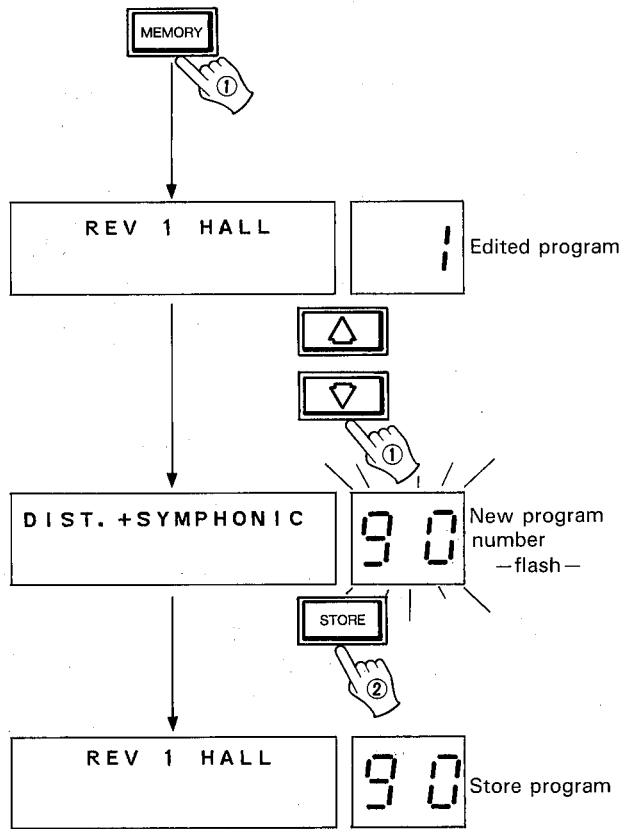 MEMORY
①
REV 1 HALL
1
Edited program
①
DIST.+SYMPHONIC
90
New program
number
—flash—
STORE
②
REV 1 HALL
90
Store program